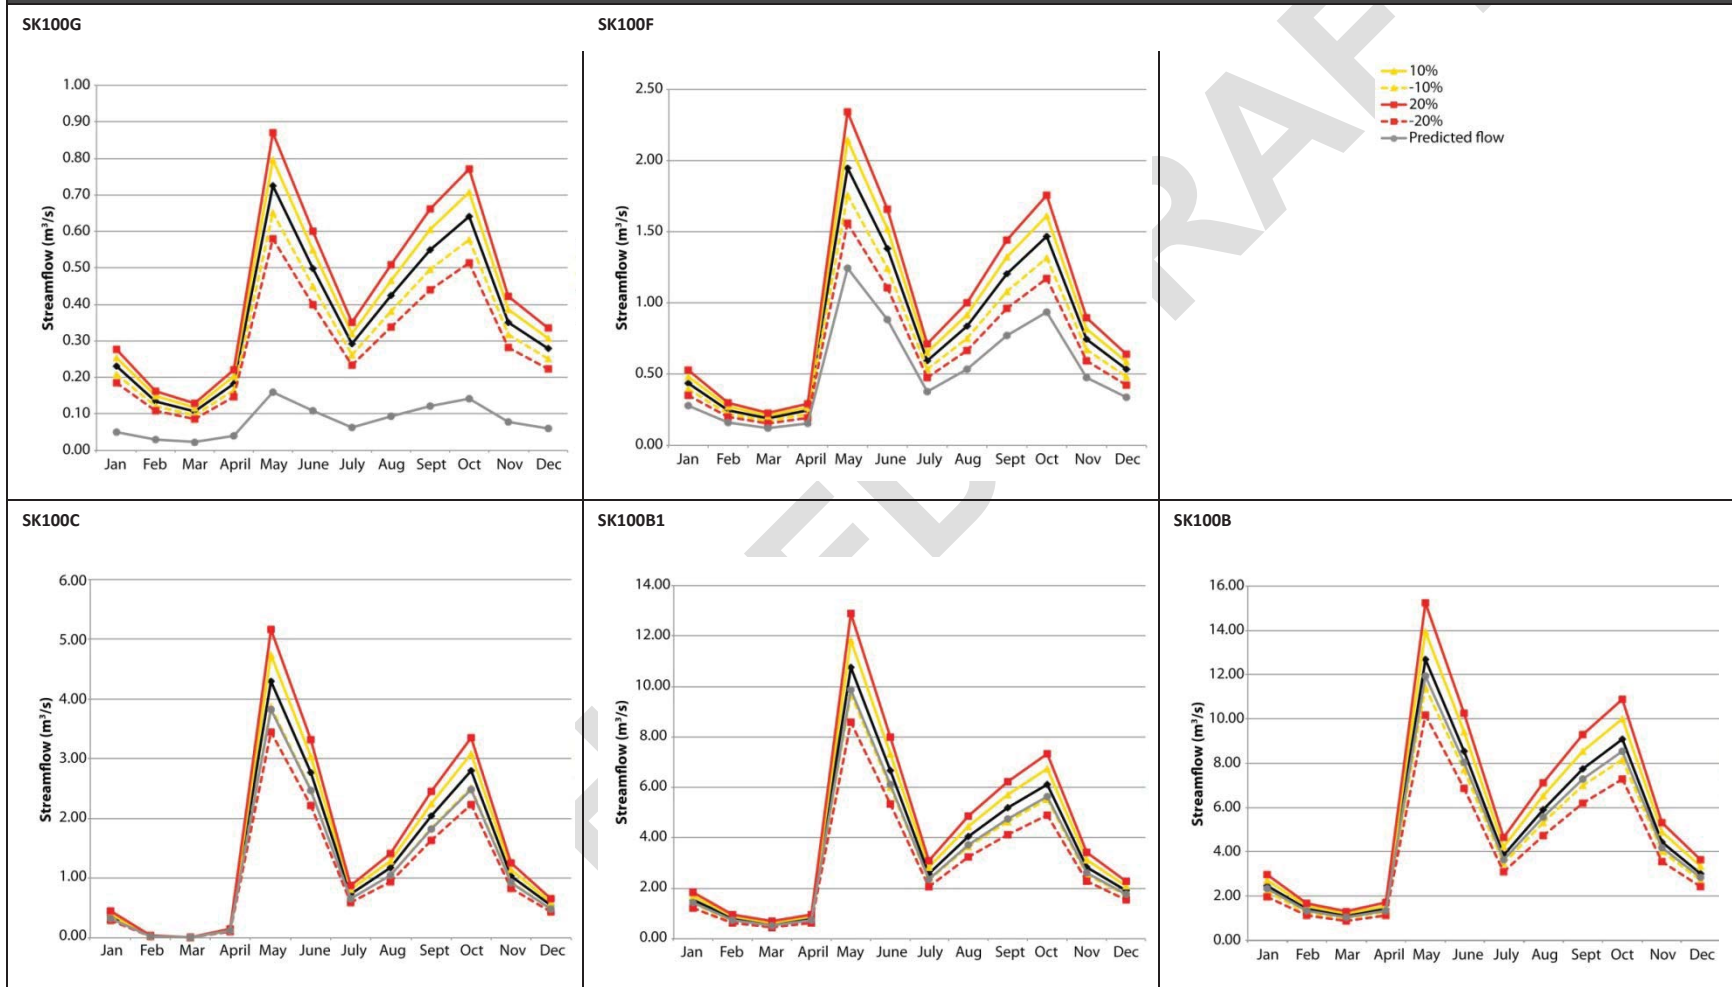 SK100G
SK100F
1.00
0.90
0.80
0.70
0.60
0.50
0.40
0.30
0.20
0.10
0.00
Streamflow (m³/s)
Jan Feb Mar April May June July Aug Sept Oct Nov Dec
2.50
2.00
1.50
1.00
0.50
0.00
Streamflow (m³/s)
Jan Feb Mar April May June July Aug Sept Oct Nov Dec
10%
-10%
20%
-20%
Predicted flow
SK100C
SK100B1
SK100B
6.00
5.00
4.00
3.00
2.00
1.00
0.00
Streamflow (m³/s)
Jan Feb Mar April May June July Aug Sept Oct Nov Dec
14.00
12.00
10.00
8.00
6.00
4.00
2.00
0.00
Streamflow (m³/s)
Jan Feb Mar April May June July Aug Sept Oct Nov Dec
16.00
14.00
12.00
10.00
8.00
6.00
4.00
2.00
0.00
Streamflow (m³/s)
Jan Feb Mar April May June July Aug Sept Oct Nov Dec